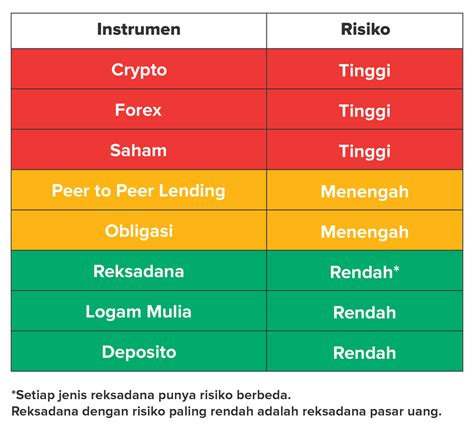 Instrumen Risiko
Crypto Tinggi
Forex Tinggi
Saham Tinggi
Peer to Peer Lending Menengah
Obligasi Menengah
Reksadana Rendah*
Logam Mulia Rendah
Deposito Rendah
*Setiap jenis reksadana punya risiko berbeda.
Reksadana dengan risiko paling rendah adalah reksadana pasar uang.